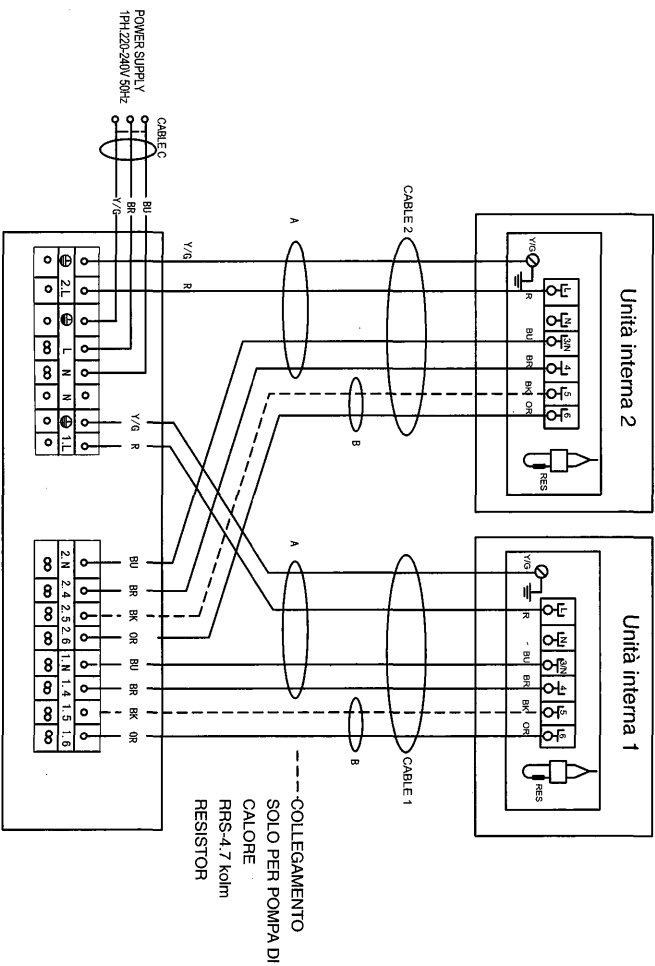 Unità interna 2
Y/G
L
N
3/N
4
5
6
R
BU
BR
BK
OR
RES
Unità interna 1
Y/G
L
N
3/N
4
5
6
R
BU
BR
BK
OR
RES
CABLE 2
A
B
CABLE 1
A
B
COLLEGAMENTO
SOLO PER POMPA DI
CALORE
RRS-4.7 kolm
RESISTOR
POWER SUPPLY
1PH.220-240V 50Hz
CABLE C
Y/G
BR
BU
Y/G
R
Y/G
R
2.L
L
N
N
1.L
BU
BR
BK
OR
BU
BR
BK
OR
2.N
2.4
2.5
2.6
1.N
1.4
1.5
1.6